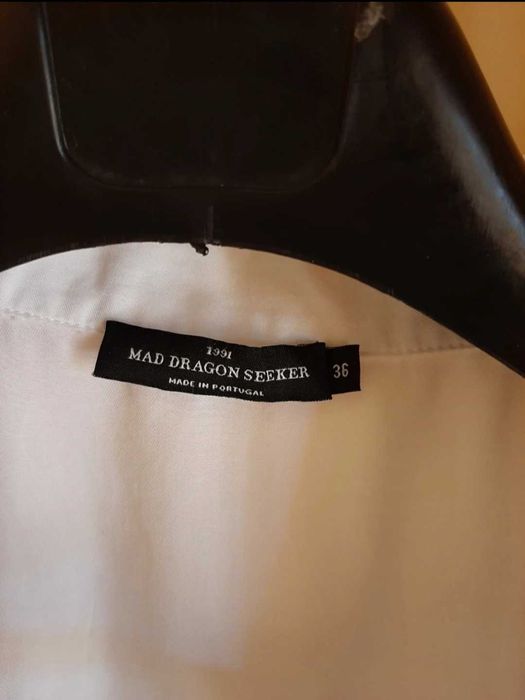 1991
MAD DRAGON SEEKER
MADE IN PORTUGAL
36